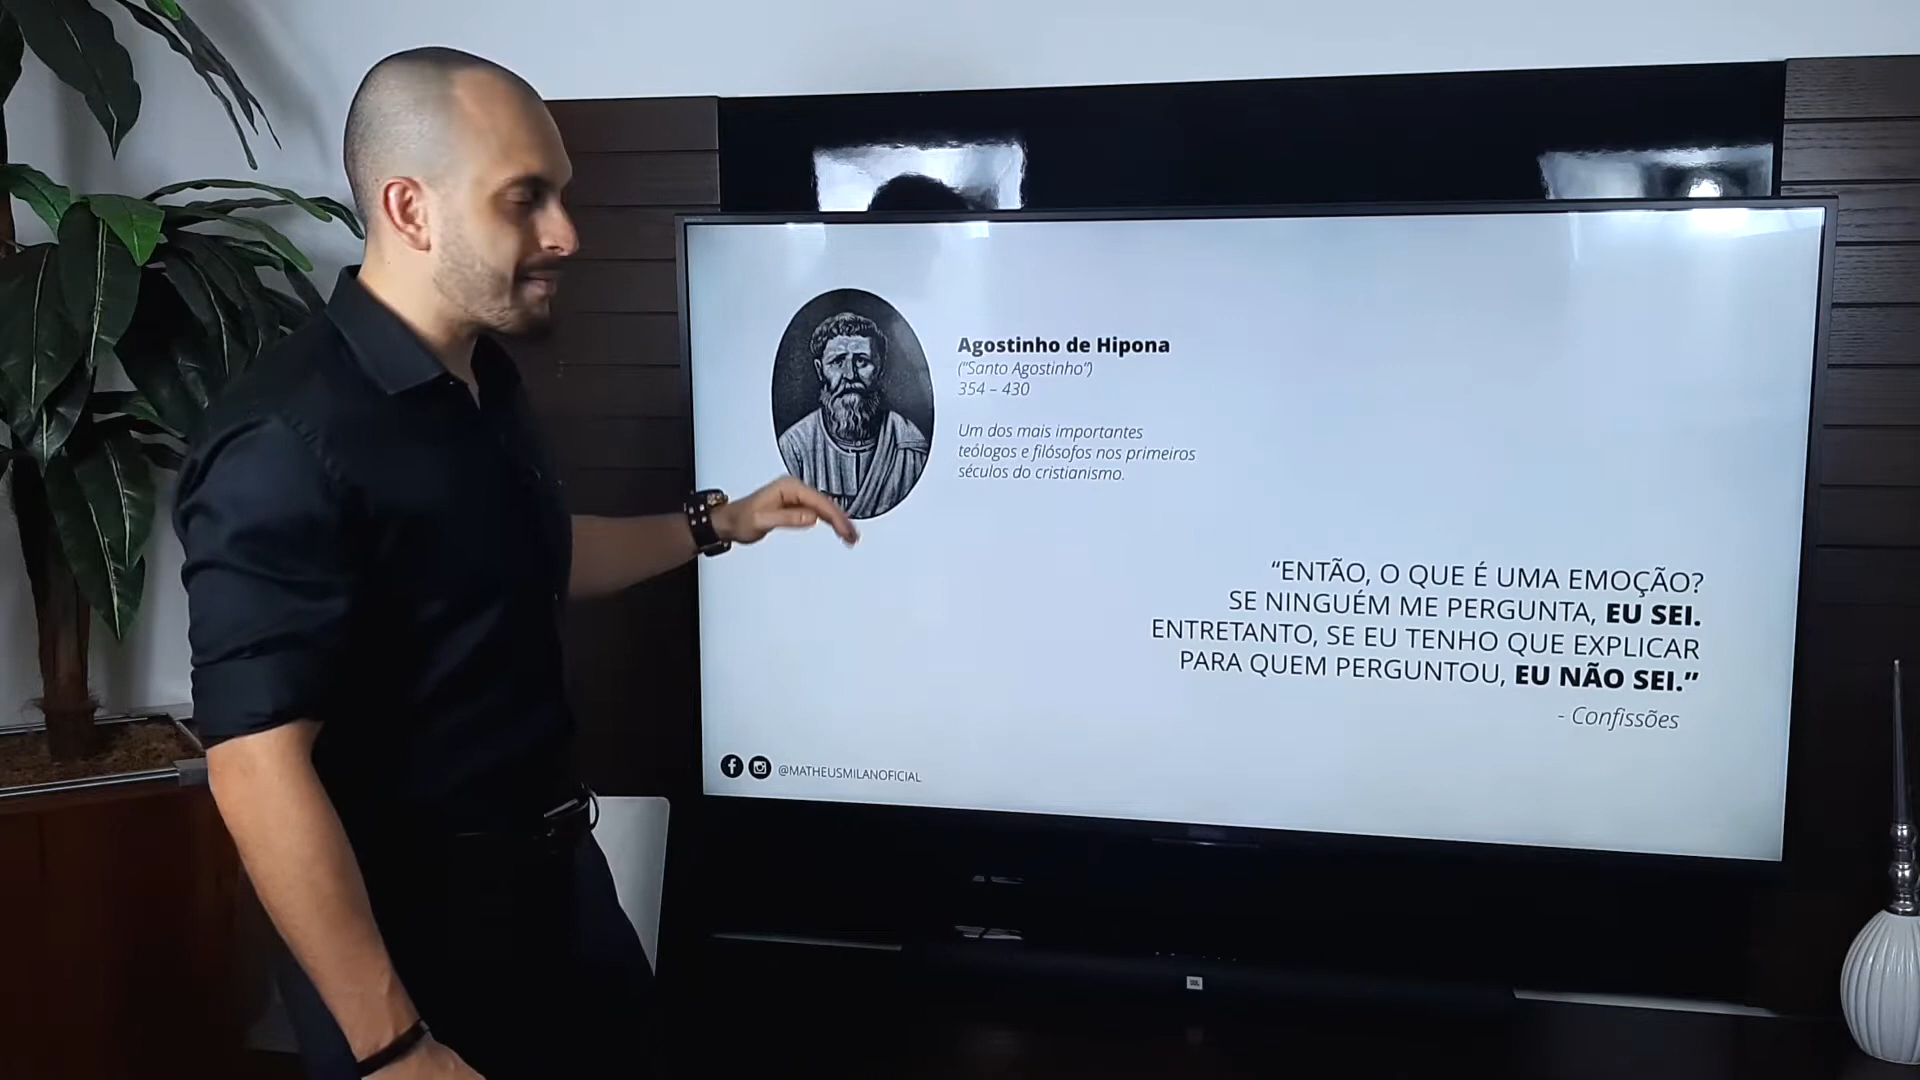 Agostinho de Hipona
("Santo Agostinho")
354 – 430
Um dos mais importantes
teólogos e filósofos nos primeiros
séculos do cristianismo.
“ENTÃO, O QUE É UMA EMOÇÃO?
SE NINGUÉM ME PERGUNTA, EU SEI.
ENTRETANTO, SE EU TENHO QUE EXPLICAR
PARA QUEM PERGUNTOU, EU NÃO SEI.”
- Confissões
@MATHEUSMILANOFICIAL
JBL